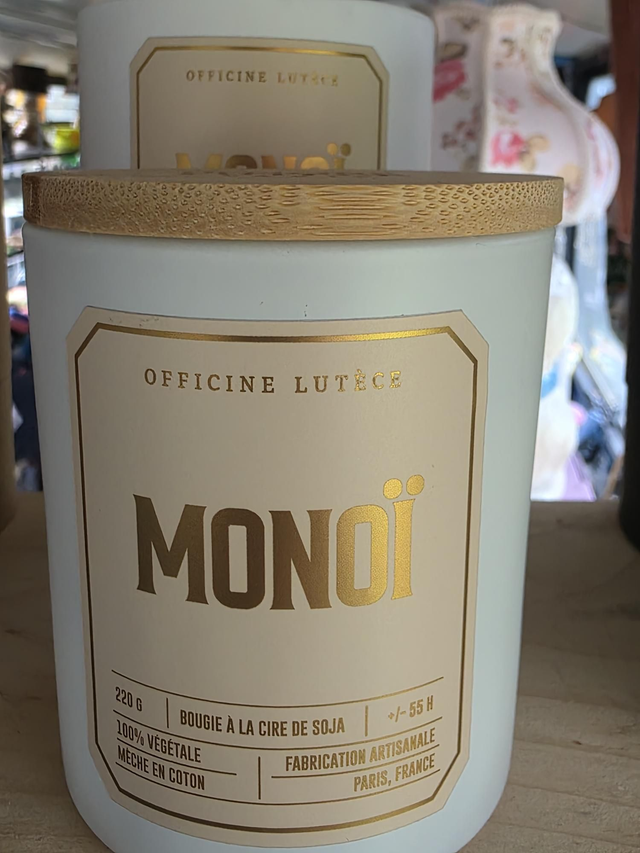 OFFICINE LUTÈCE
MONOÏ
OFFICINE LUTÈCE
MONOÏ
220 G
BOUGIE À LA CIRE DE SOJA
+/- 55 H
100% VÉGÉTALE
MÈCHE EN COTON
FABRICATION ARTISANALE
PARIS, FRANCE